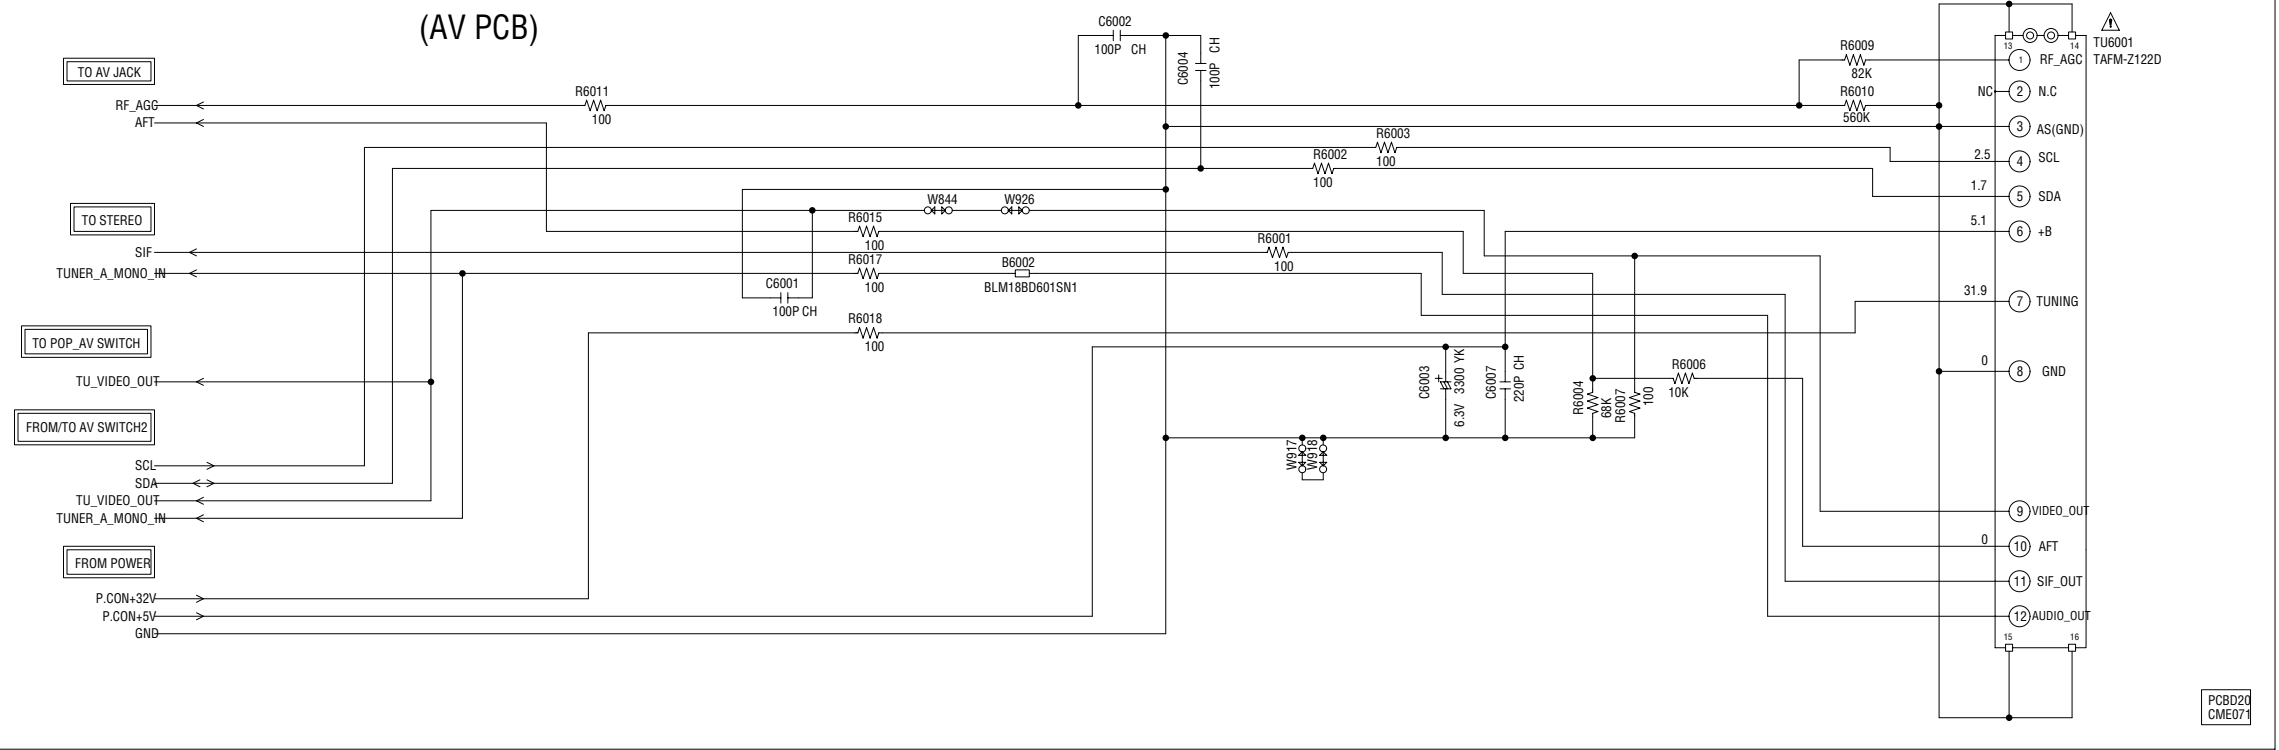 (AV PCB)
TO AV JACK
RF_AGC
AFT
TO STEREO
SIF
TUNER_A_MONO_IN
TO POP_AV SWITCH
TU_VIDEO_OUT
FROM/TO AV SWITCH2
SCL
SDA
TU_VIDEO_OUT
TUNER_A_MONO_IN
FROM POWER
P.CON+32V
P.CON+5V
GND
R6011
100
C6002
100P CH
C6004
100P CH
R6009
82K
R6010
560K
R6003
100
R6002
100
W844
W926
R6015
100
R6001
100
R6017
100
B6002
BLM18BD601SN1
C6001
100P CH
R6018
100
C6003
6.3V 3300 YK
C6007
220P CH
R6004
68K
R6007
100
R6006
10K
W917
W918
TU6001
TAFM-Z122D
13
14
1 RF_AGC
NC 2 N.C
3 AS(GND)
2.5 4 SCL
1.7 5 SDA
5.1 6 +B
31.9 7 TUNING
0 8 GND
9 VIDEO_OUT
0 10 AFT
11 SIF_OUT
12 AUDIO_OUT
15
16
PCBD20
CME071